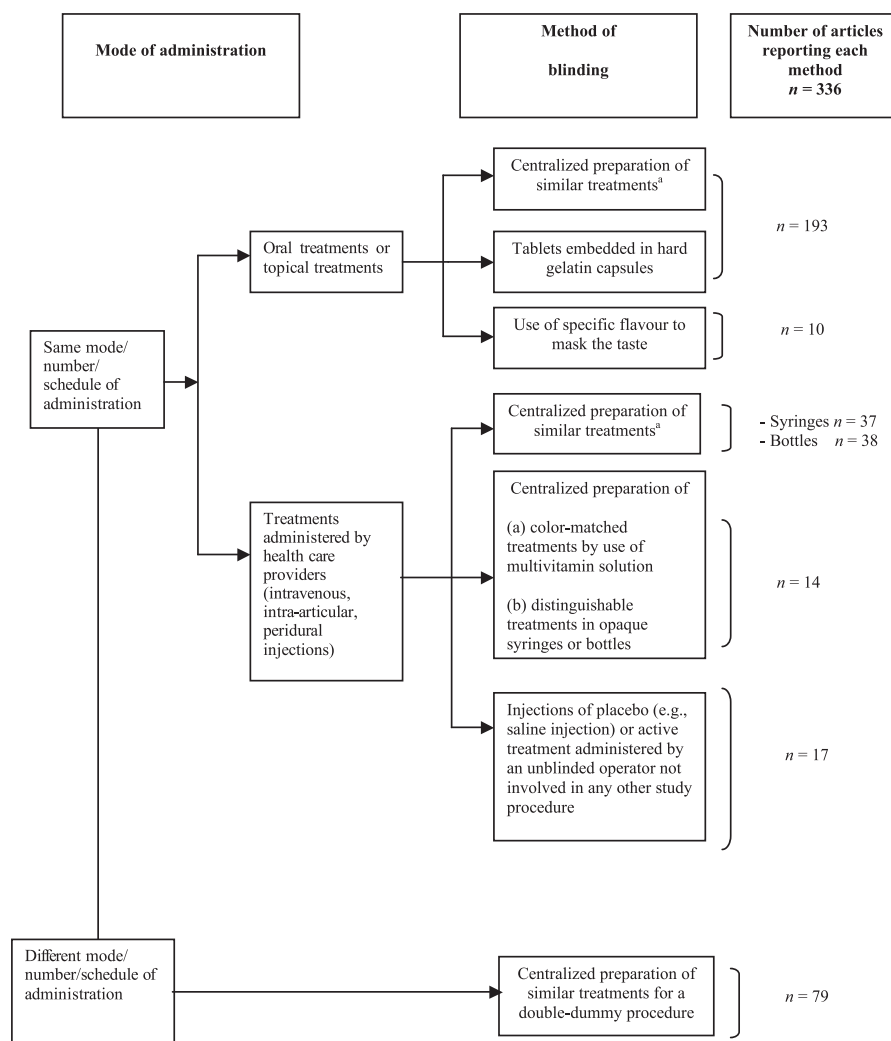 Mode of administration
Method of
blinding
Number of articles
reporting each
method
n = 336
Centralized preparation of
similar treatmentsᵃ
n = 193
Oral treatments or
topical treatments
Tablets embedded in hard
gelatin capsules
Use of specific flavour to
mask the taste
n = 10
Same mode/
number/
schedule of
administration
Centralized preparation of
similar treatmentsᵃ
- Syringes n = 37
- Bottles n = 38
Treatments
administered by
health care
providers
(intravenous,
intra-articular,
peridural
injections)
Centralized preparation of
(a) color-matched
treatments by use of
multivitamin solution
(b) distinguishable
treatments in opaque
syringes or bottles
n = 14
Injections of placebo (e.g.,
saline injection) or active
treatment administered by
an unblinded operator not
involved in any other study
procedure
n = 17
Different mode/
number/schedule of
administration
Centralized preparation of
similar treatments for a
double-dummy procedure
n = 79